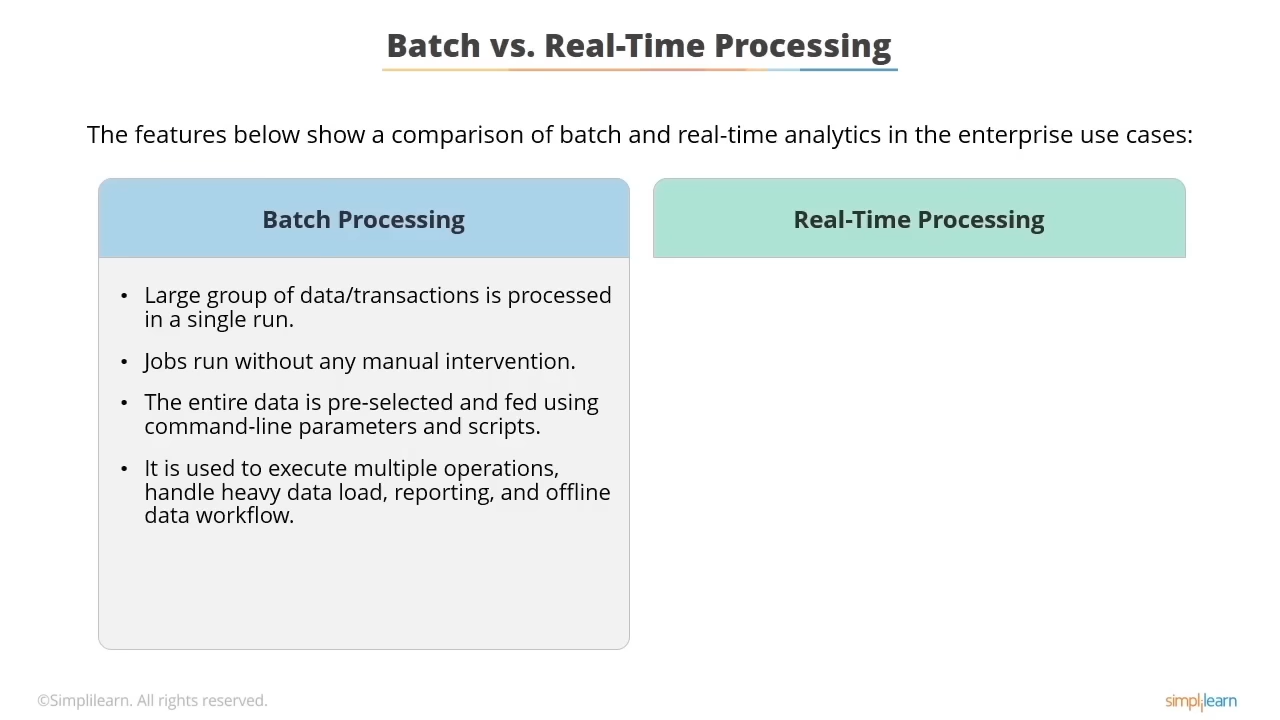 Batch vs. Real-Time Processing
The features below show a comparison of batch and real-time analytics in the enterprise use cases:
Batch Processing
• Large group of data/transactions is processed
in a single run.
• Jobs run without any manual intervention.
• The entire data is pre-selected and fed using
command-line parameters and scripts.
• It is used to execute multiple operations,
handle heavy data load, reporting, and offline
data workflow.
Real-Time Processing
©Simplilearn. All rights reserved.
simplilearn